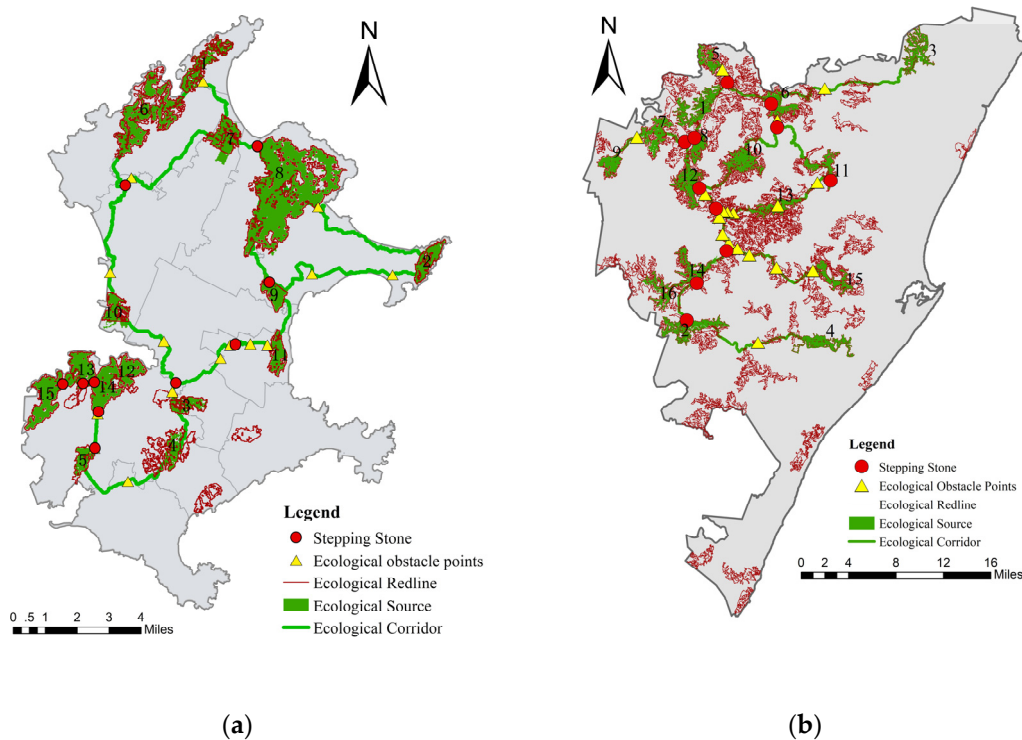 N
1
6
7
8
2
9
10
11
12
13
14
15
3
4
5
Legend
Stepping Stone
Ecological obstacle points
Ecological Redline
Ecological Source
Ecological Corridor
0 .5 1 2 3 4
Miles
(a)
N
3
5
6
1
7
8
9
10
11
12
13
14
15
16
2
4
Legend
Stepping Stone
Ecological Obstacle Points
Ecological Redline
Ecological Source
Ecological Corridor
0 2 4 8 12 16
Miles
(b)